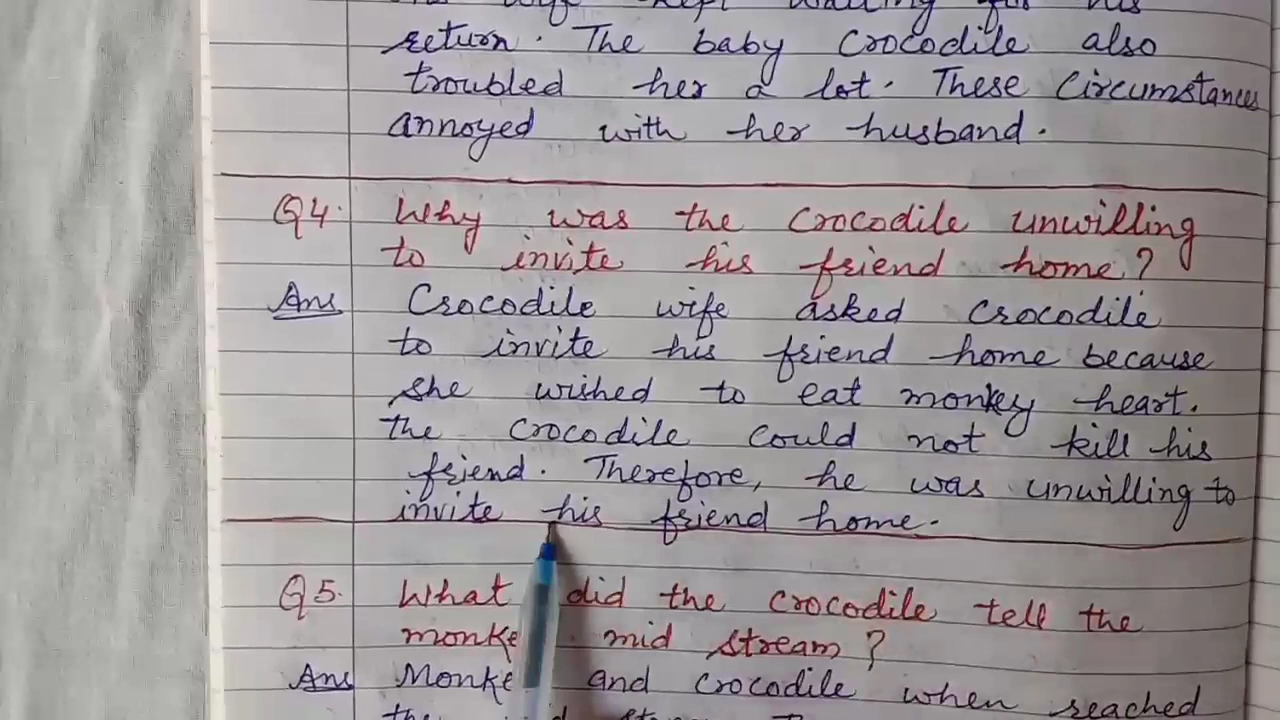 return. The baby crocodile also
troubled her a lot. These circumstances
annoyed with her husband.
Q4. Why was the crocodile unwilling
to invite his friend home?
Ans Crocodile wife asked crocodile
to invite his friend home because
she wished to eat monkey heart.
the crocodile could not kill his
friend. Therefore, he was unwilling to
invite his friend home.
Q5. What did the crocodile tell the
monke mid stream?
Ans Monke and crocodile when reached
the